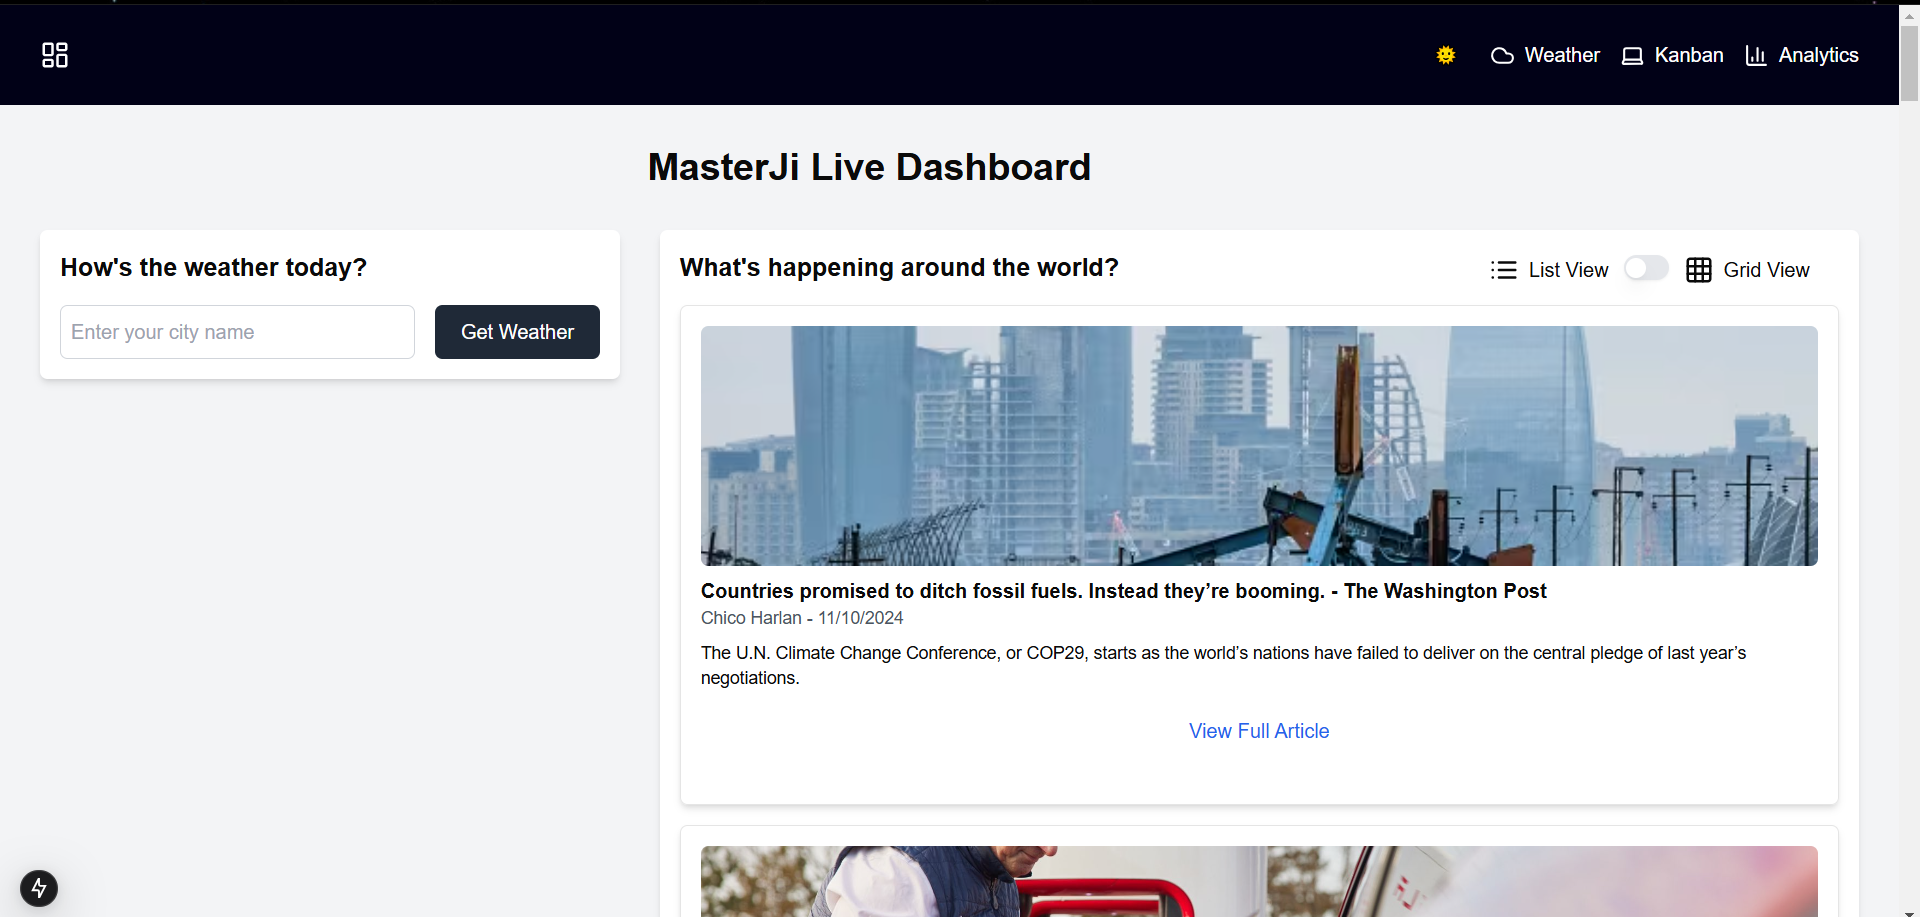 Weather
Kanban
Analytics
MasterJi Live Dashboard
How's the weather today?
Enter your city name
Get Weather
What's happening around the world?
List View
Grid View
Countries promised to ditch fossil fuels. Instead they’re booming. - The Washington Post
Chico Harlan - 11/10/2024
The U.N. Climate Change Conference, or COP29, starts as the world’s nations have failed to deliver on the central pledge of last year’s
negotiations.
View Full Article